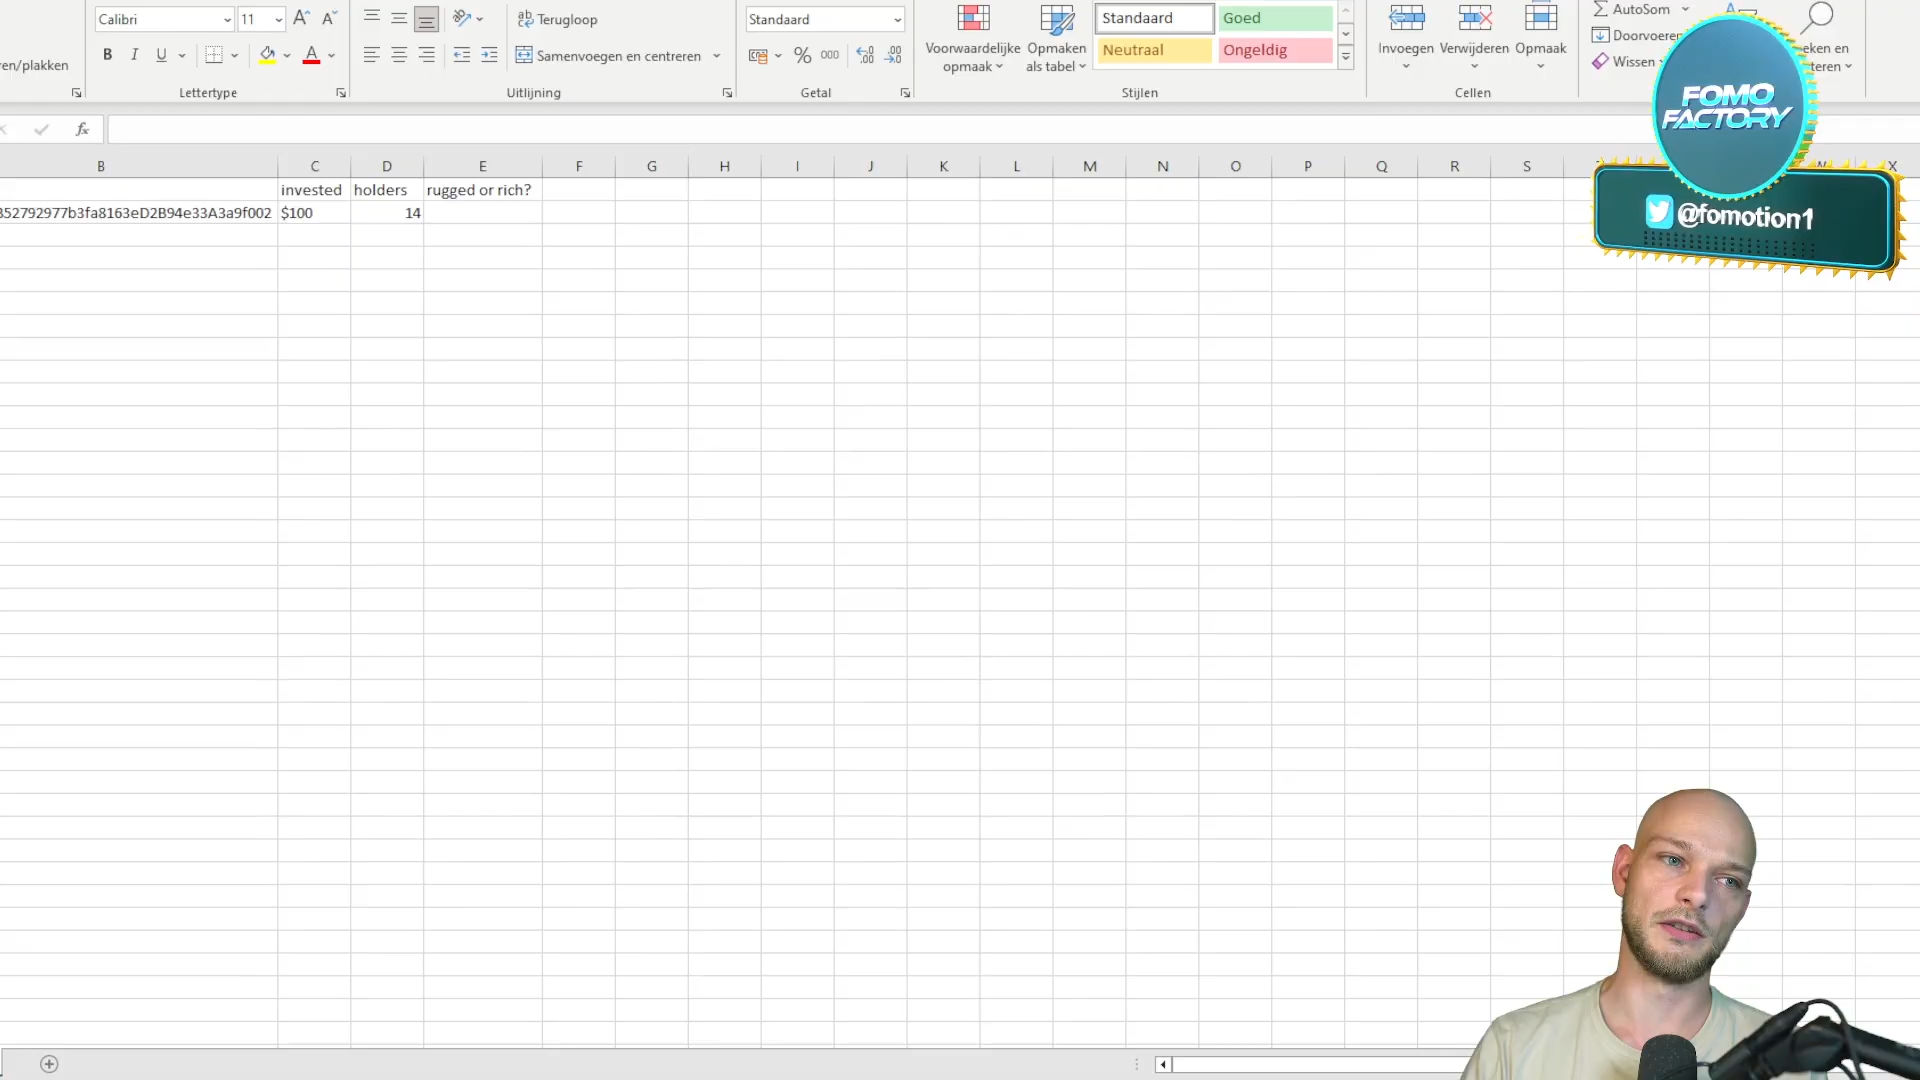 Calibri 11 A A ab Terugloop Standaard Standaard Goed AutoSom
Neutraal Ongeldig Doorvoeren
en/plakken B I U A Samenvoegen en centreren % 000 Voorwaardelijke opmaak Opmaken als tabel Invoegen Verwijderen Opmaak Wissen
Lettertype Uitlijning Getal Stijlen Cellen
FOMO
FACTORY
@fomotion1
fx
B C D E F G H I J K L M N O P Q R S X
invested holders rugged or rich?
352792977b3fa8163eD2B94e33A3a9f002 $100 14